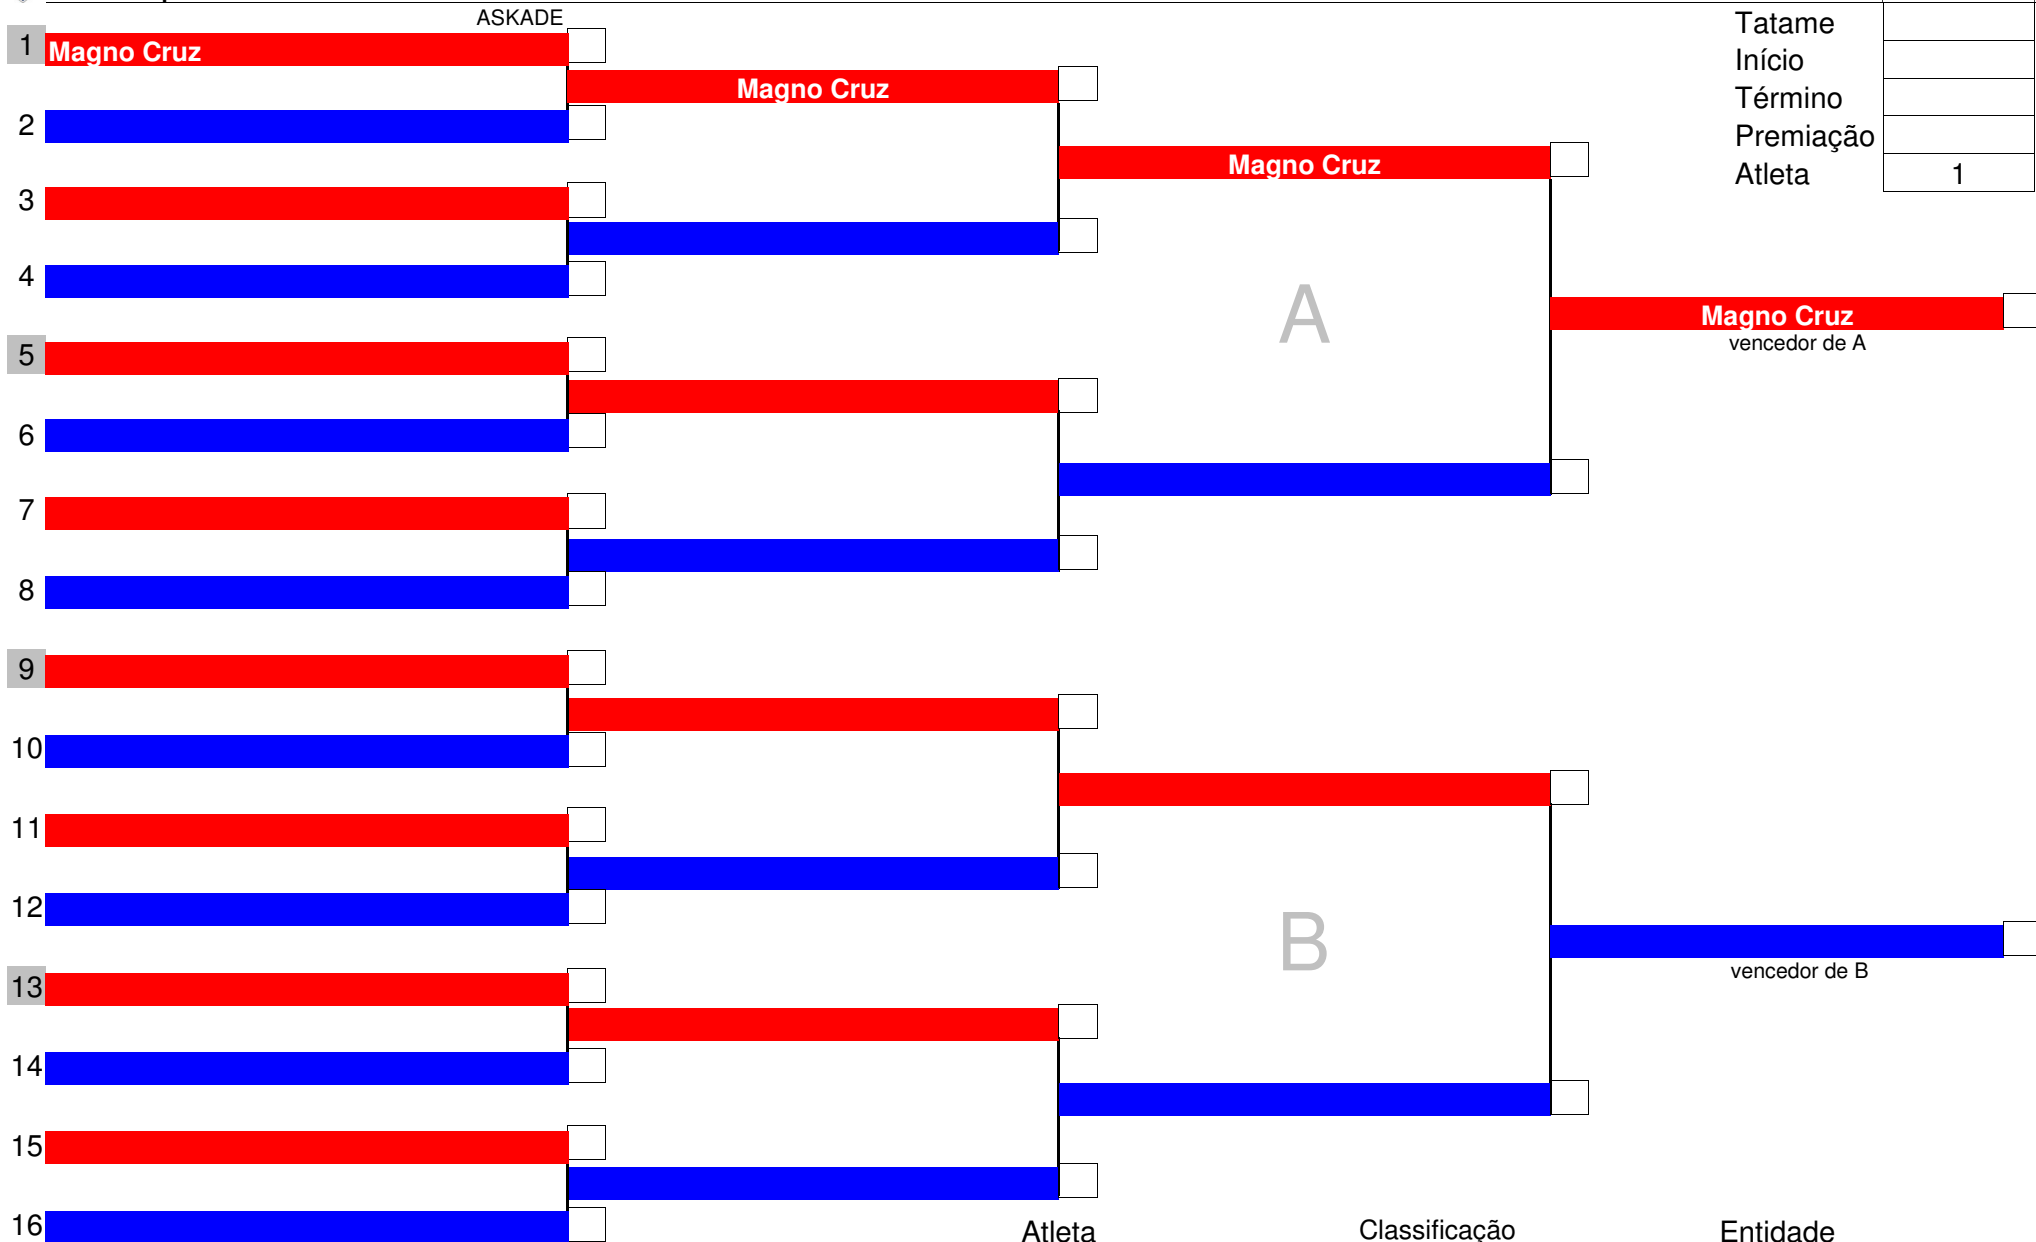 ASKADE
Tatame
1 Magno Cruz
Início
Magno Cruz
Término
2
Premiação
Magno Cruz
Atleta 1
3
4
A
Magno Cruz
vencedor de A
5
6
7
8
9
10
11
12
B
vencedor de B
13
14
15
16
Atleta Classificação Entidade